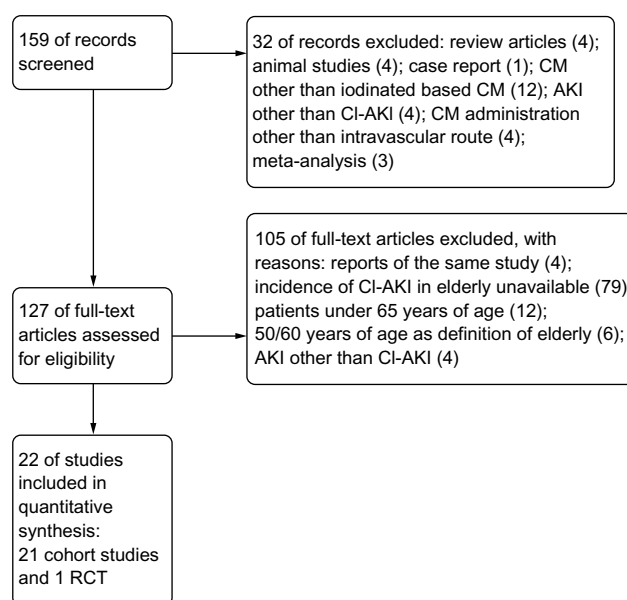 159 of records
screened
32 of records excluded: review articles (4);
animal studies (4); case report (1); CM
other than iodinated based CM (12); AKI
other than CI-AKI (4); CM administration
other than intravascular route (4);
meta-analysis (3)
105 of full-text articles excluded, with
reasons: reports of the same study (4);
incidence of CI-AKI in elderly unavailable (79)
patients under 65 years of age (12);
50/60 years of age as definition of elderly (6);
AKI other than CI-AKI (4)
127 of full-text
articles assessed
for eligibility
22 of studies
included in
quantitative
synthesis:
21 cohort studies
and 1 RCT